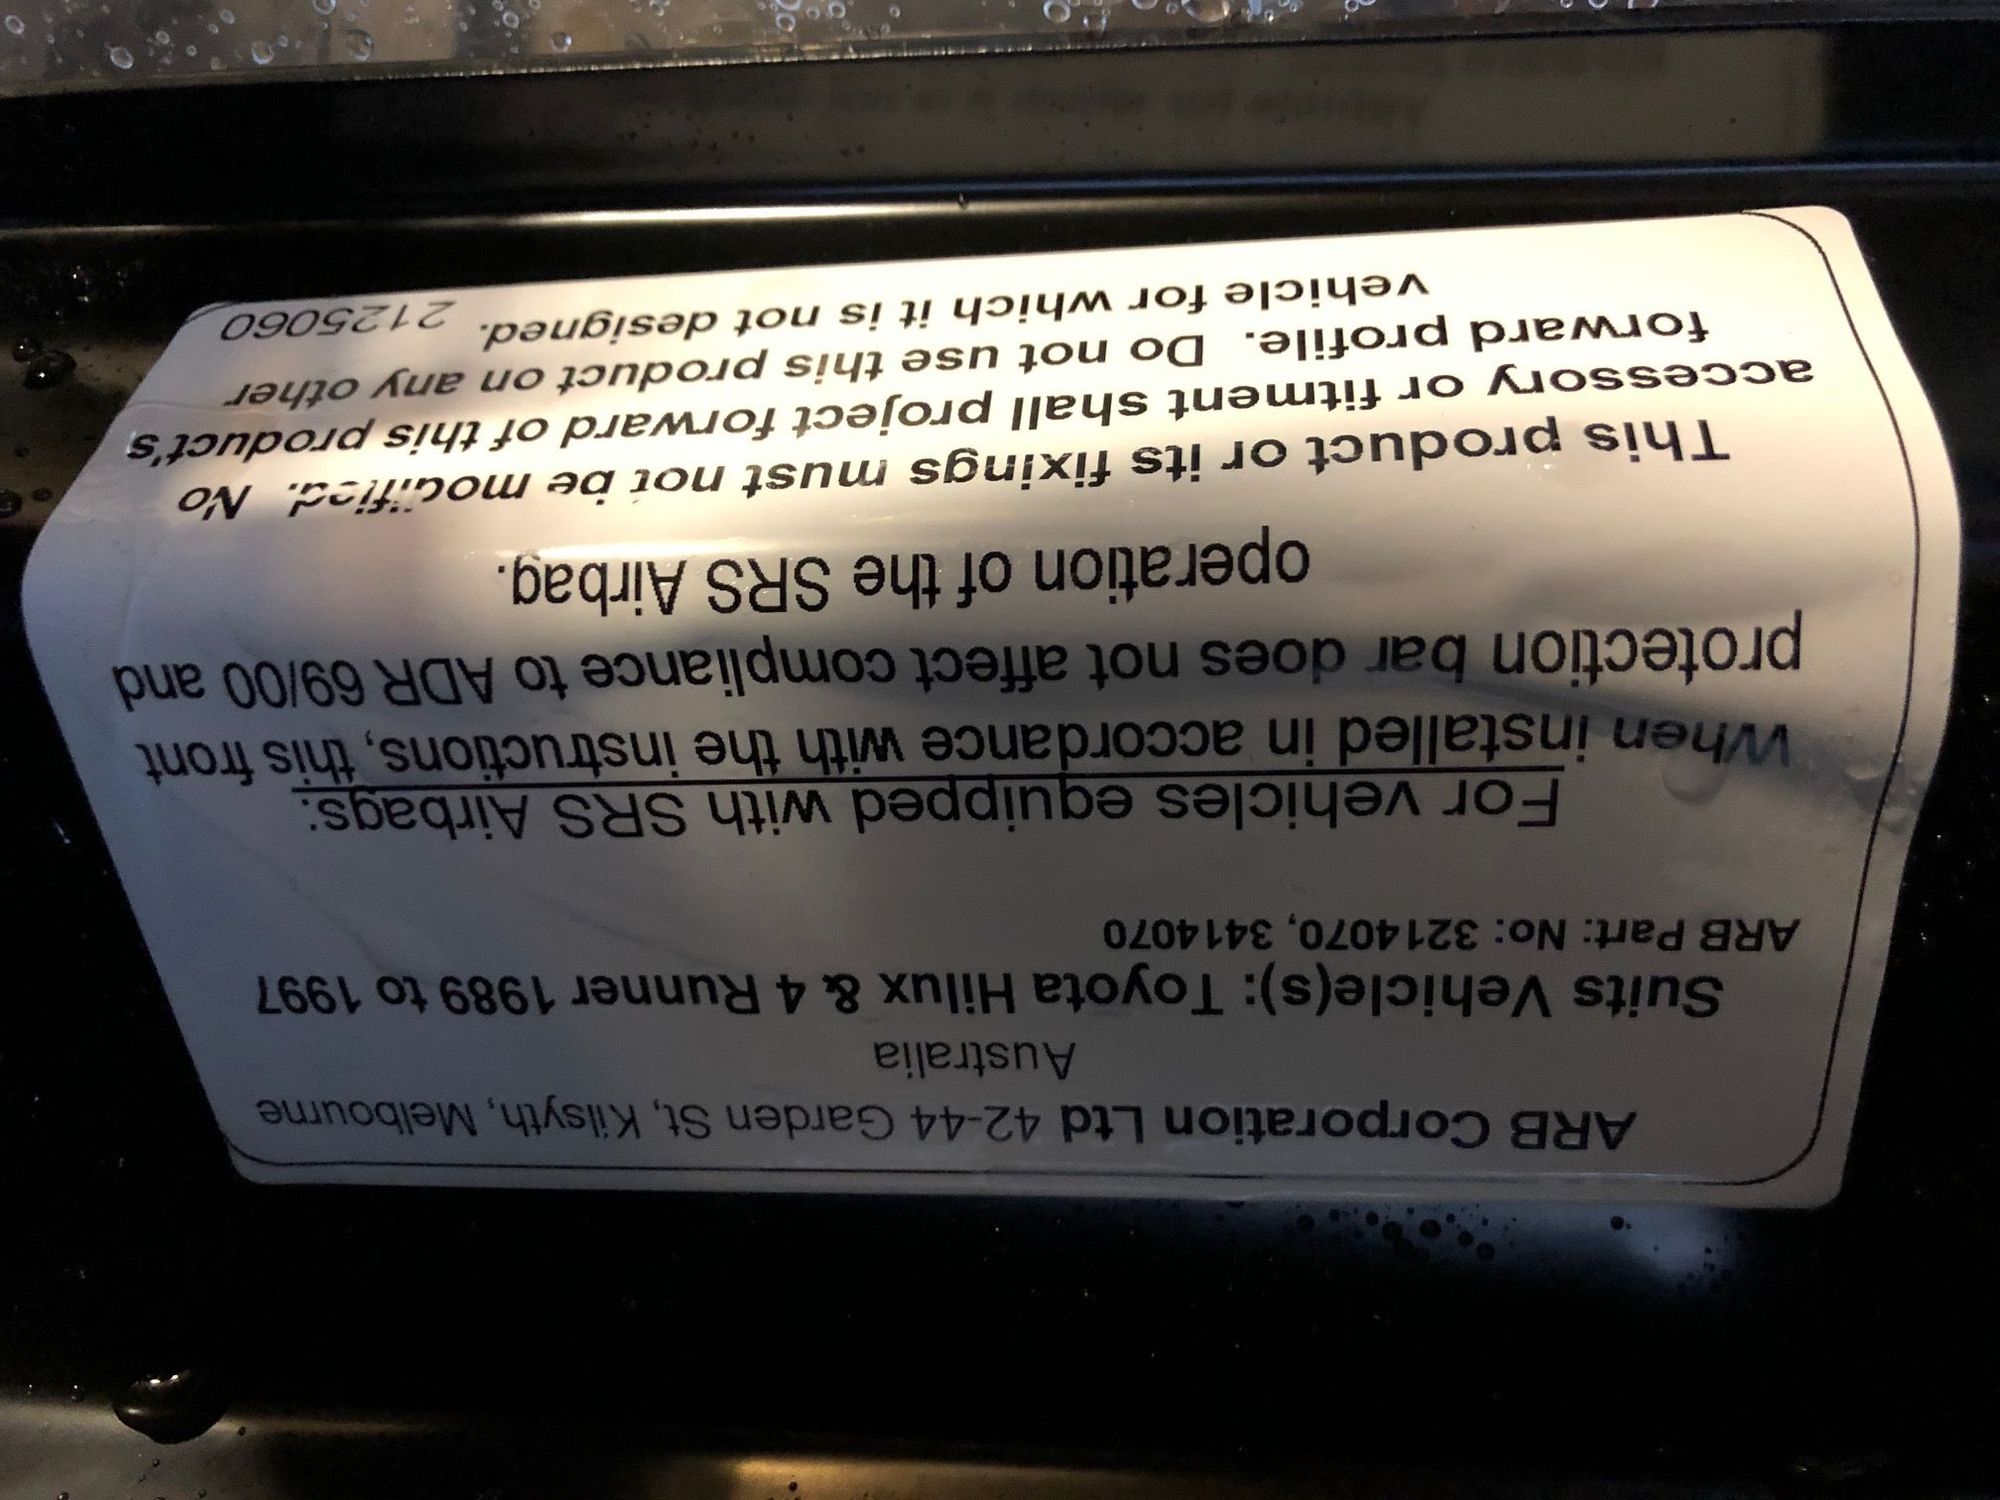 ARB Corporation Ltd 42-44 Garden St, Kilsyth, Melbourne
Australia
Suits Vehicle(s): Toyota Hilux & 4 Runner 1989 to 1997
ARB Part: No: 3214070, 3414070
For vehicles equipped with SRS Airbags:
When installed in accordance with the instructions, this front
protection bar does not affect compliance to ADR 69/00 and
operation of the SRS Airbag.
This product or its fixings must not be modified. No
accessory or fitment shall project forward of this product's
forward profile. Do not use this product on any other
vehicle for which it is not designed. 2125060